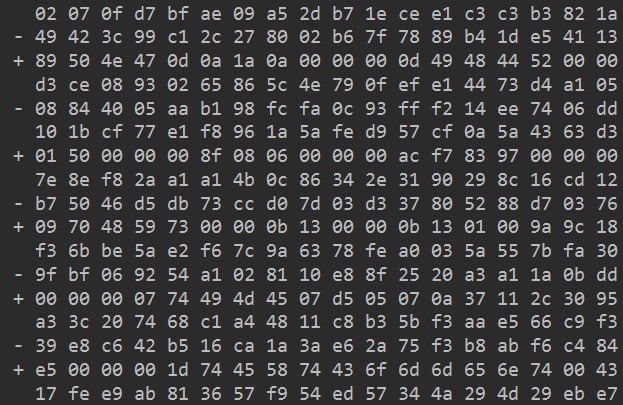 02 07 0f d7 bf ae 09 a5 2d b7 1e ce e1 c3 c3 b3 82 1a
- 49 42 3c 99 c1 2c 27 80 02 b6 7f 78 89 b4 1d e5 41 13
+ 89 50 4e 47 0d 0a 1a 0a 00 00 00 0d 49 48 44 52 00 00
d3 ce 08 93 02 65 86 5c 4e 79 0f ef e1 44 73 d4 a1 05
- 08 84 40 05 aa b1 98 fc fa 0c 93 ff f2 14 ee 74 06 dd
10 1b cf 77 e1 f8 96 1a 5a fe d9 57 cf 0a 5a 43 63 d3
+ 01 50 00 00 00 8f 08 06 00 00 00 ac f7 83 97 00 00 00
7e 8e f8 2a a1 a1 4b 0c 86 34 2e 31 90 29 8c 16 cd 12
- b7 50 46 d5 db 73 cc d0 7d 03 d3 37 80 52 88 d7 03 76
+ 09 70 48 59 73 00 00 0b 13 00 00 0b 13 01 00 9a 9c 18
f3 6b be 5a e2 f6 7c 9a 63 78 fe a0 03 5a 55 7b fa 30
- 9f bf 06 92 54 a1 02 81 10 e8 8f 25 20 a3 a1 1a 0b dd
+ 00 00 00 07 74 49 4d 45 07 d5 05 07 0a 37 11 2c 30 95
a3 3c 20 74 68 c1 a4 48 11 c8 b3 5b f3 aa e5 66 c9 f3
- 39 e8 c6 42 b5 16 ca 1a 3a e6 2a 75 f3 b8 ab f6 c4 84
+ e5 00 00 00 1d 74 45 58 74 43 6f 6d 6d 65 6e 74 00 43
17 fe e9 ab 81 36 57 f9 54 ed 57 34 4a 29 4d 29 eb e7